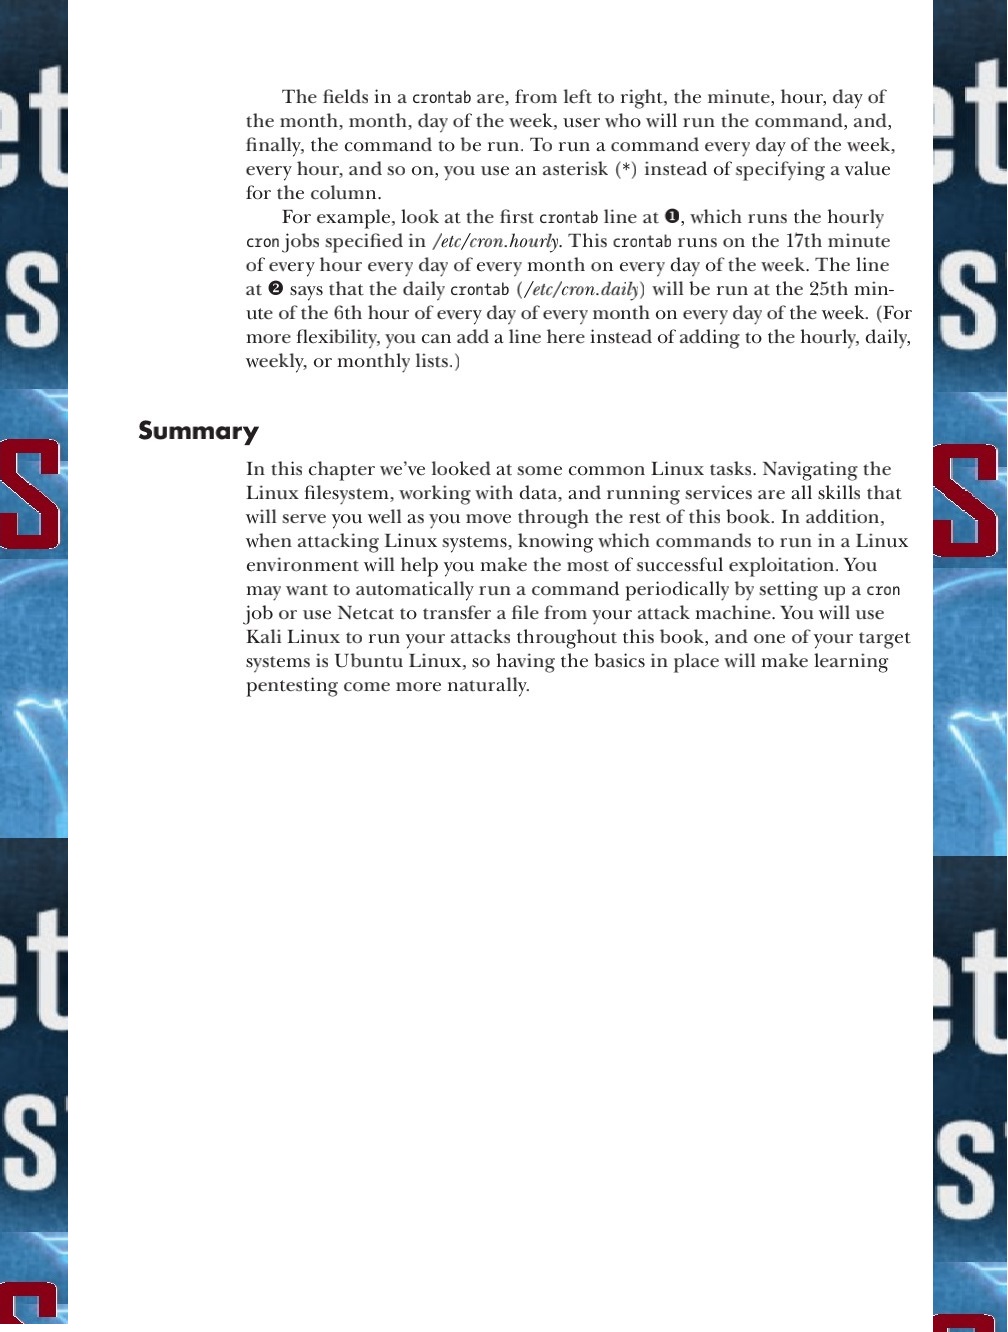 The fields in a crontab are, from left to right, the minute, hour, day of
the month, month, day of the week, user who will run the command, and,
finally, the command to be run. To run a command every day of the week,
every hour, and so on, you use an asterisk (*) instead of specifying a value
for the column.
For example, look at the first crontab line at ❶, which runs the hourly
cron jobs specified in /etc/cron.hourly. This crontab runs on the 17th minute
of every hour every day of every month on every day of the week. The line
at ❷ says that the daily crontab (/etc/cron.daily) will be run at the 25th min-
ute of the 6th hour of every day of every month on every day of the week. (For
more flexibility, you can add a line here instead of adding to the hourly, daily,
weekly, or monthly lists.)
Summary
In this chapter we’ve looked at some common Linux tasks. Navigating the
Linux filesystem, working with data, and running services are all skills that
will serve you well as you move through the rest of this book. In addition,
when attacking Linux systems, knowing which commands to run in a Linux
environment will help you make the most of successful exploitation. You
may want to automatically run a command periodically by setting up a cron
job or use Netcat to transfer a file from your attack machine. You will use
Kali Linux to run your attacks throughout this book, and one of your target
systems is Ubuntu Linux, so having the basics in place will make learning
pentesting come more naturally.